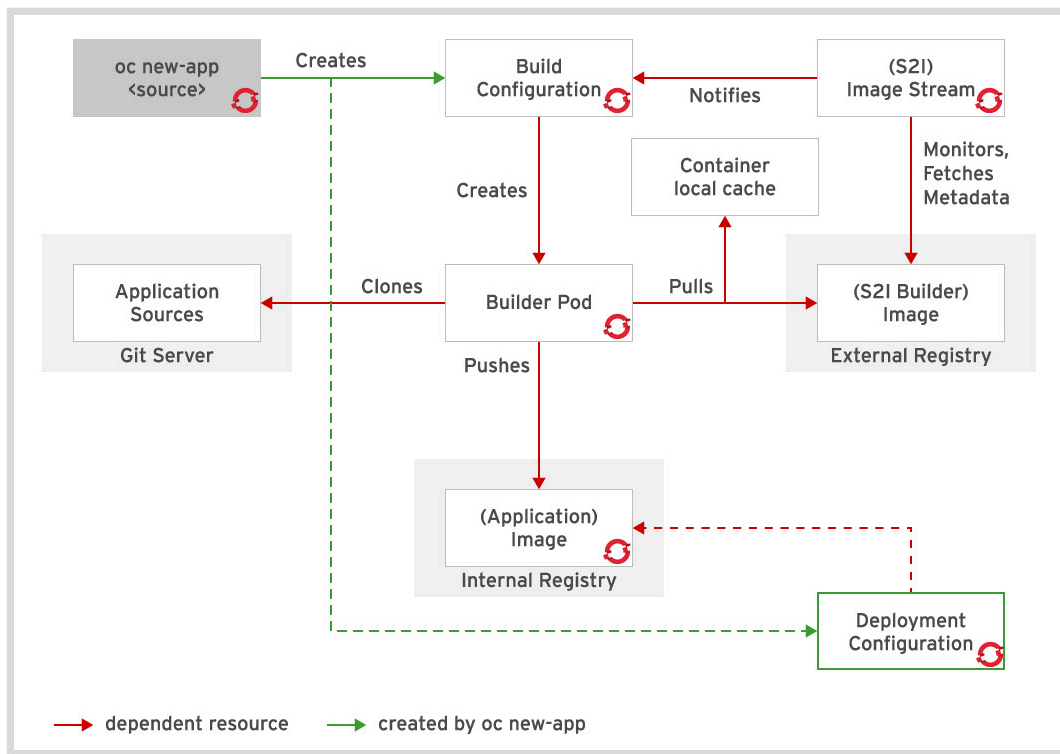 oc new-app
<source>
Creates
Build
Configuration
Notifies
(S2I)
Image Stream
Monitors,
Fetches
Metadata
Container
local cache
Creates
Application
Sources
Git Server
Clones
Builder Pod
Pulls
(S2I Builder)
Image
External Registry
Pushes
(Application)
Image
Internal Registry
Deployment
Configuration
dependent resource
created by oc new-app